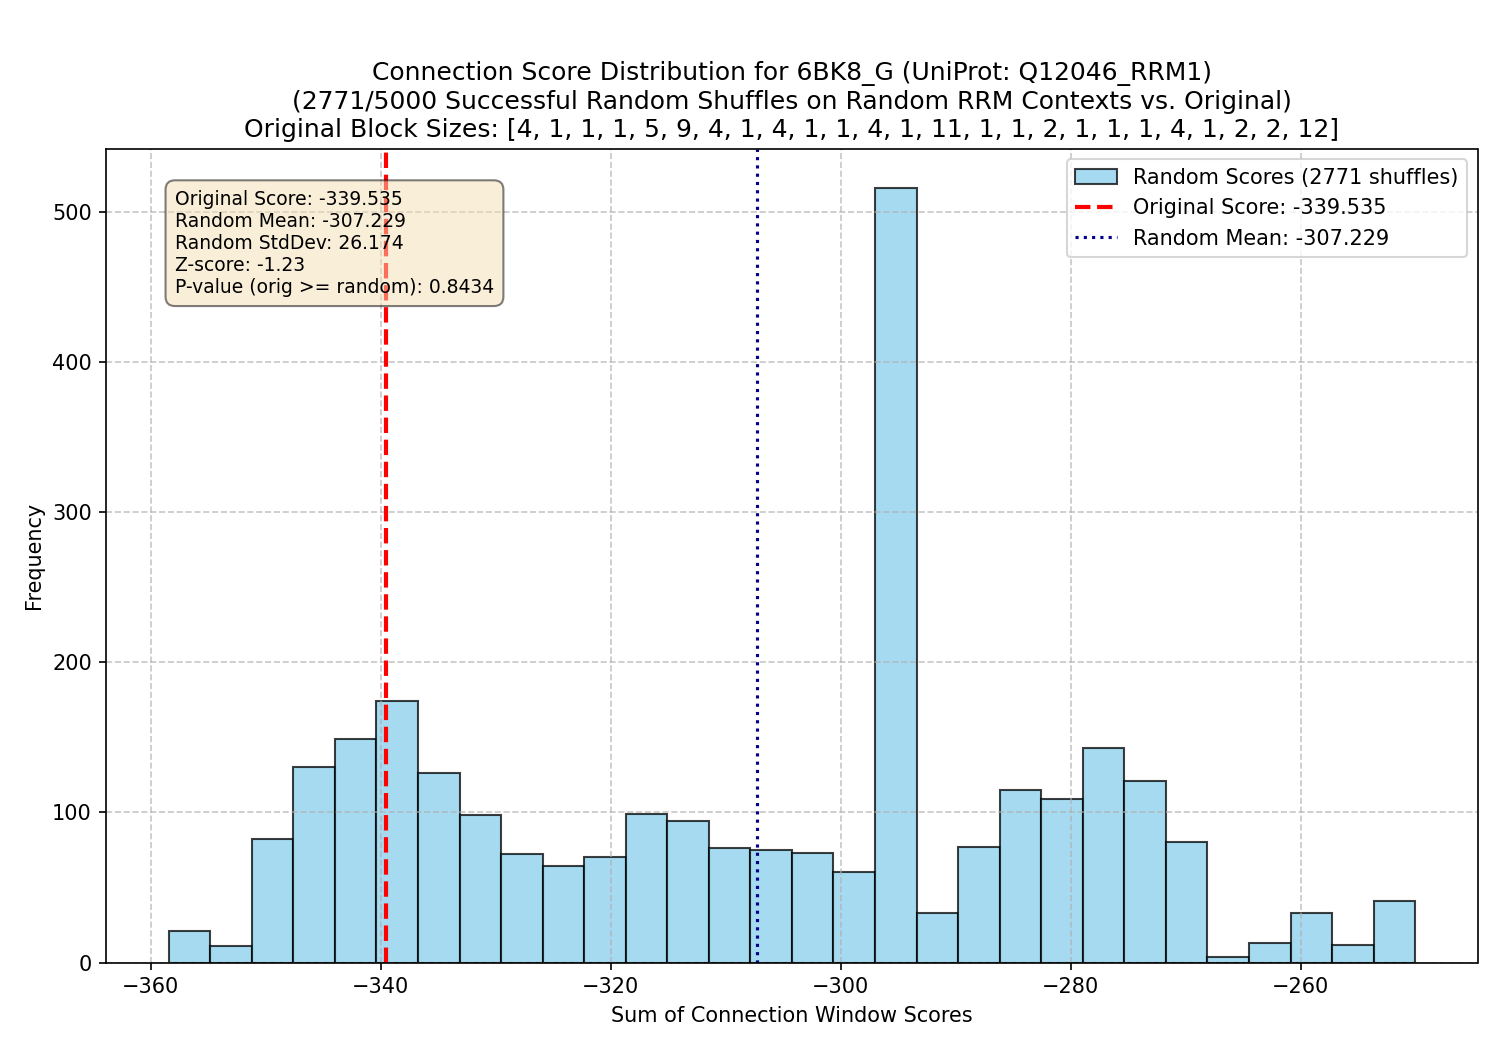 Connection Score Distribution for 6BK8_G (UniProt: Q12046_RRM1)
(2771/5000 Successful Random Shuffles on Random RRM Contexts vs. Original)
Original Block Sizes: [4, 1, 1, 1, 5, 9, 4, 1, 4, 1, 1, 4, 1, 11, 1, 1, 2, 1, 1, 1, 4, 1, 2, 2, 12]
Original Score: -339.535
Random Mean: -307.229
Random StdDev: 26.174
Z-score: -1.23
P-value (orig >= random): 0.8434
Random Scores (2771 shuffles)
Original Score: -339.535
Random Mean: -307.229
Frequency
500
400
300
200
100
0
−360
−340
−320
−300
−280
−260
Sum of Connection Window Scores